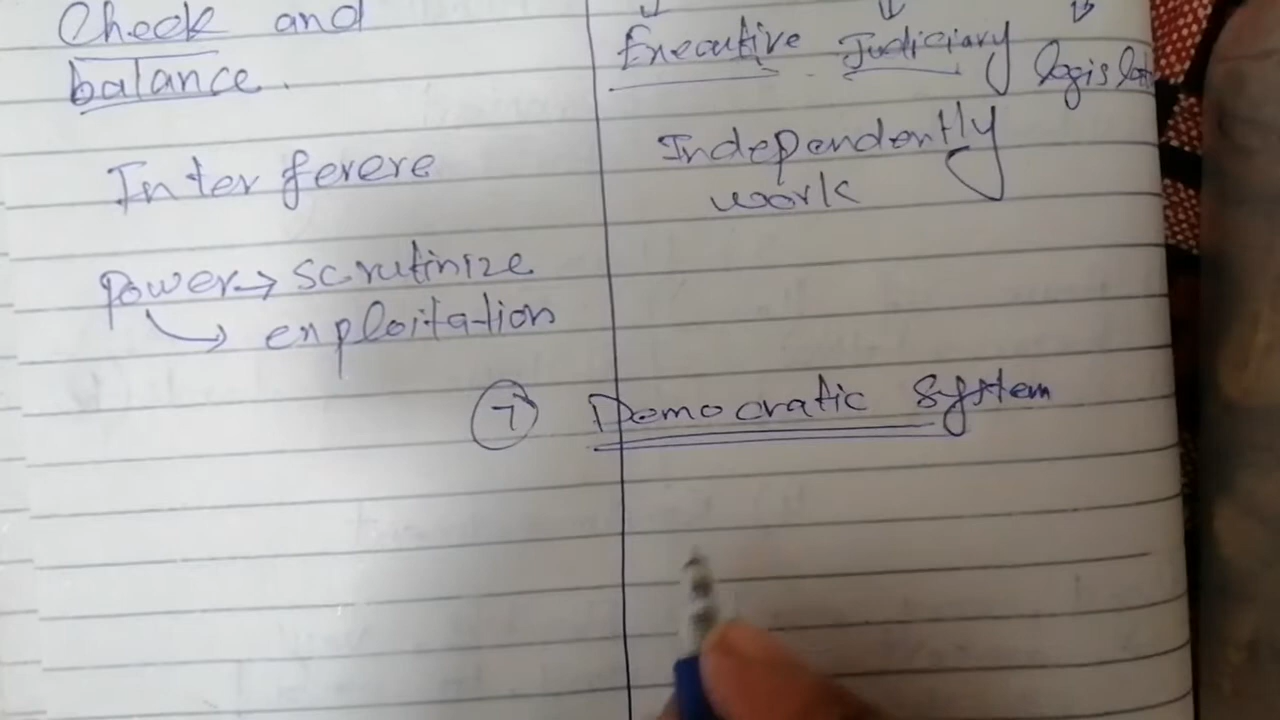 Check and
balance.
Interferere
power → scrutinize
→ exploitation
Executive Judiciary
Independently
work
7 Democratic System